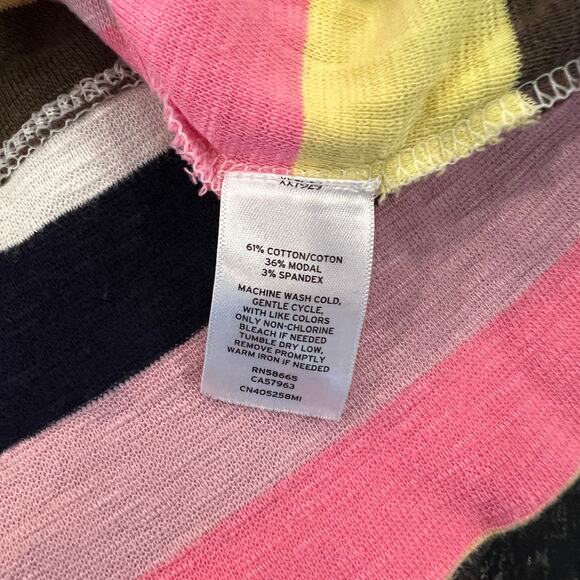 61% COTTON/COTON
36% MODAL
3% SPANDEX
MACHINE WASH COLD,
GENTLE CYCLE,
WITH LIKE COLORS
ONLY NON-CHLORINE
BLEACH IF NEEDED
TUMBLE DRY LOW,
REMOVE PROMPTLY
WARM IRON IF NEEDED
RN58665
CA57963
CN405258MI